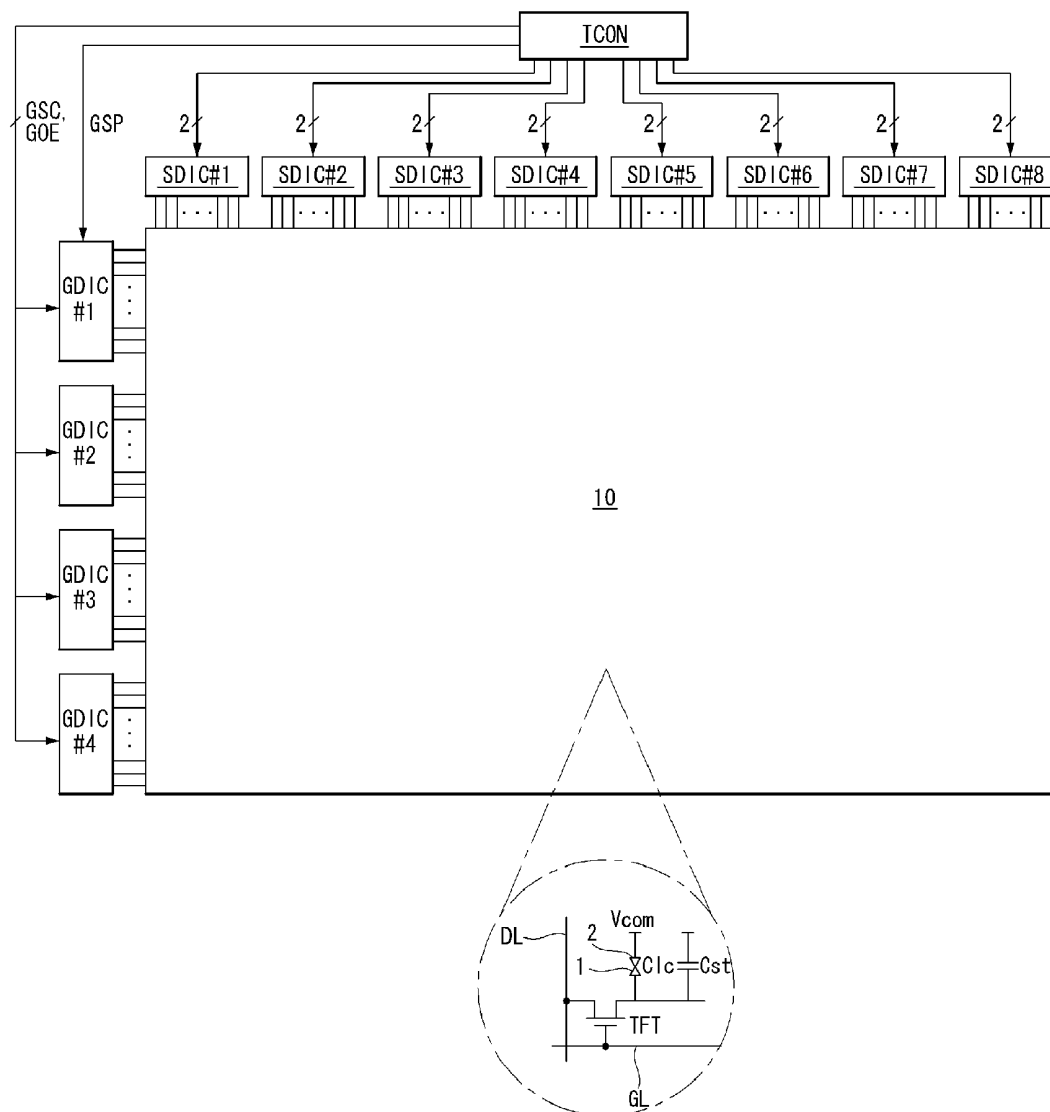 TCON
GSC,
GOE
GSP
2 2 2 2 2 2 2 2
SDIC#1 SDIC#2 SDIC#3 SDIC#4 SDIC#5 SDIC#6 SDIC#7 SDIC#8
GDIC
#1
GDIC
#2
10
GDIC
#3
GDIC
#4
Vcom
DL
2
1
Clc
Cst
TFT
GL